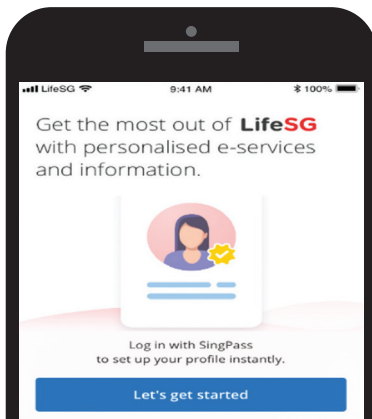 LifeSG 9:41 AM 100%
Get the most out of LifeSG
with personalised e-services
and information.
Log in with SingPass
to set up your profile instantly.
Let's get started